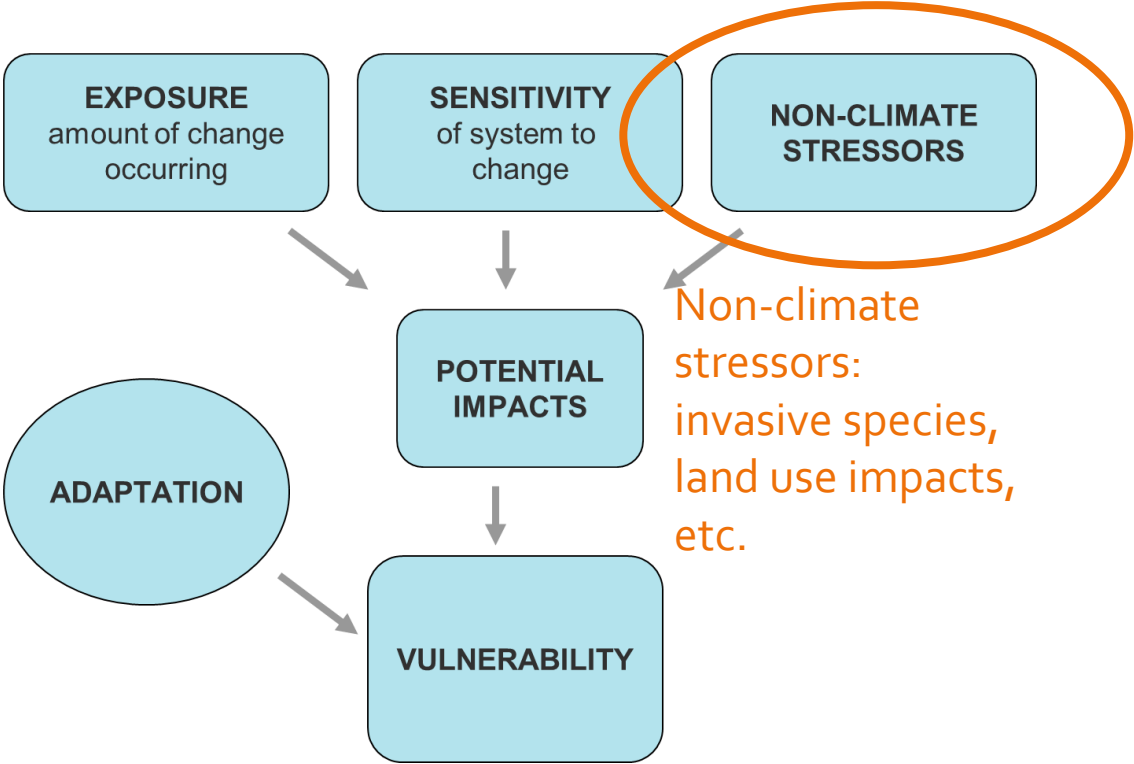 EXPOSURE
amount of change
occurring
SENSITIVITY
of system to
change
NON-CLIMATE
STRESSORS
Non-climate
stressors:
invasive species,
land use impacts,
etc.
POTENTIAL
IMPACTS
ADAPTATION
VULNERABILITY